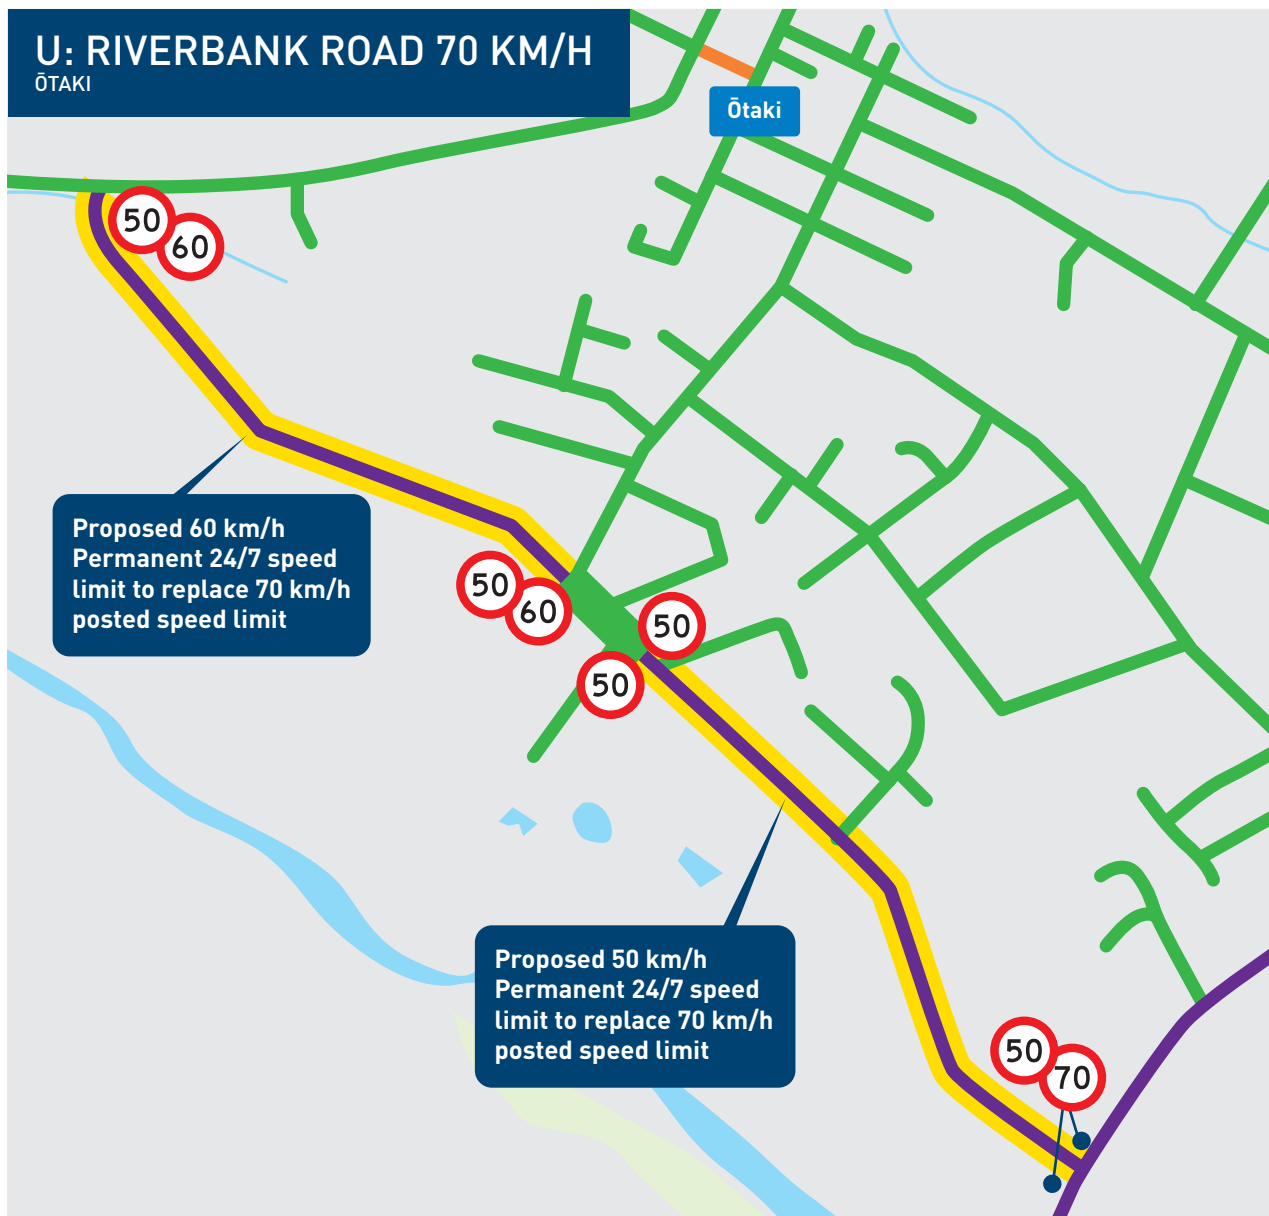 U: RIVERBANK ROAD 70 KM/H
ŌTAKI
Ōtaki
50
60
Proposed 60 km/h
Permanent 24/7 speed
limit to replace 70 km/h
posted speed limit
50
60
50
50
Proposed 50 km/h
Permanent 24/7 speed
limit to replace 70 km/h
posted speed limit
50
70